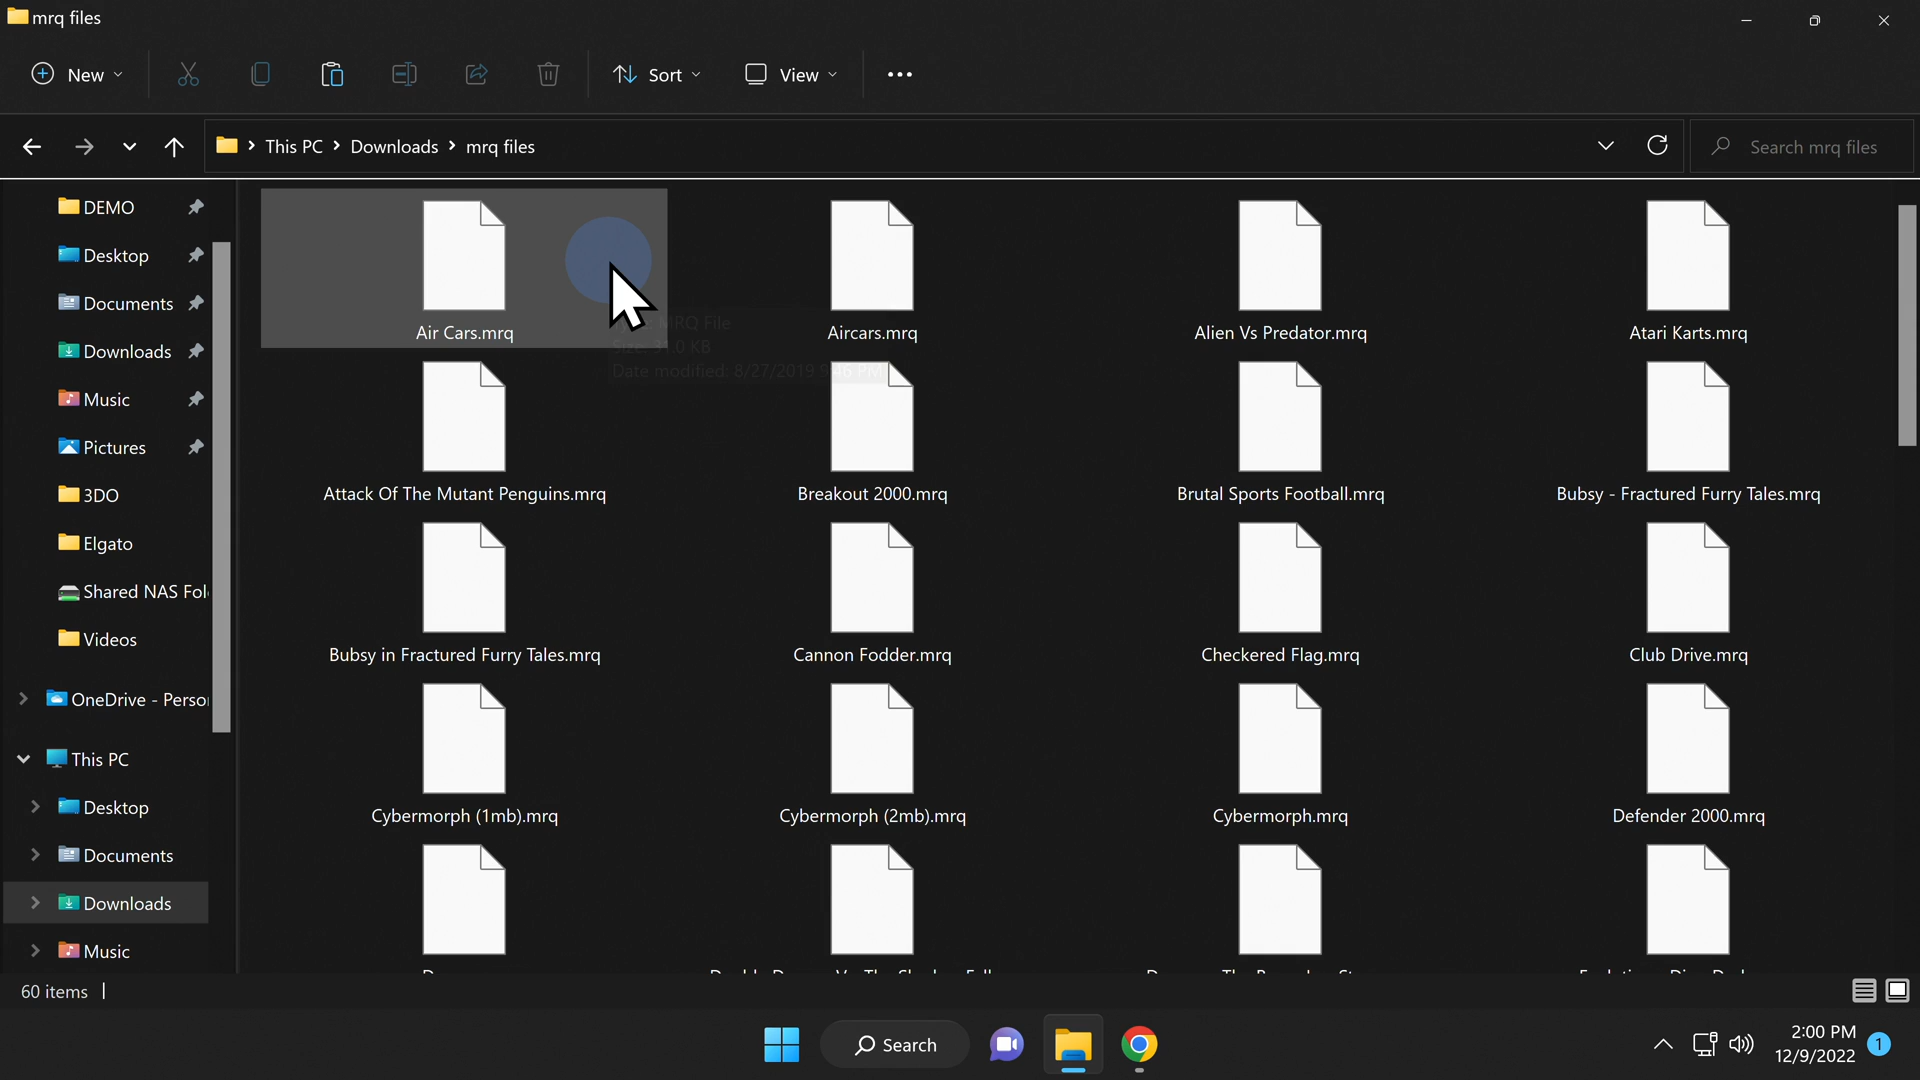 mrq files
New
Sort
View
This PC
Downloads
mrq files
Search mrq files
DEMO
Desktop
Documents
Downloads
Music
Pictures
3DO
Elgato
Shared NAS Fol
Videos
OneDrive - Perso
This PC
Desktop
Documents
Downloads
Music
Air Cars.mrq
Aircars.mrq
Alien Vs Predator.mrq
Atari Karts.mrq
MRQ File
Size: 31.0 KB
Date modified: 8/27/2019 9:46 PM
Attack Of The Mutant Penguins.mrq
Breakout 2000.mrq
Brutal Sports Football.mrq
Bubsy - Fractured Furry Tales.mrq
Bubsy in Fractured Furry Tales.mrq
Cannon Fodder.mrq
Checkered Flag.mrq
Club Drive.mrq
Cybermorph (1mb).mrq
Cybermorph (2mb).mrq
Cybermorph.mrq
Defender 2000.mrq
60 items
Search
2:00 PM
12/9/2022
1